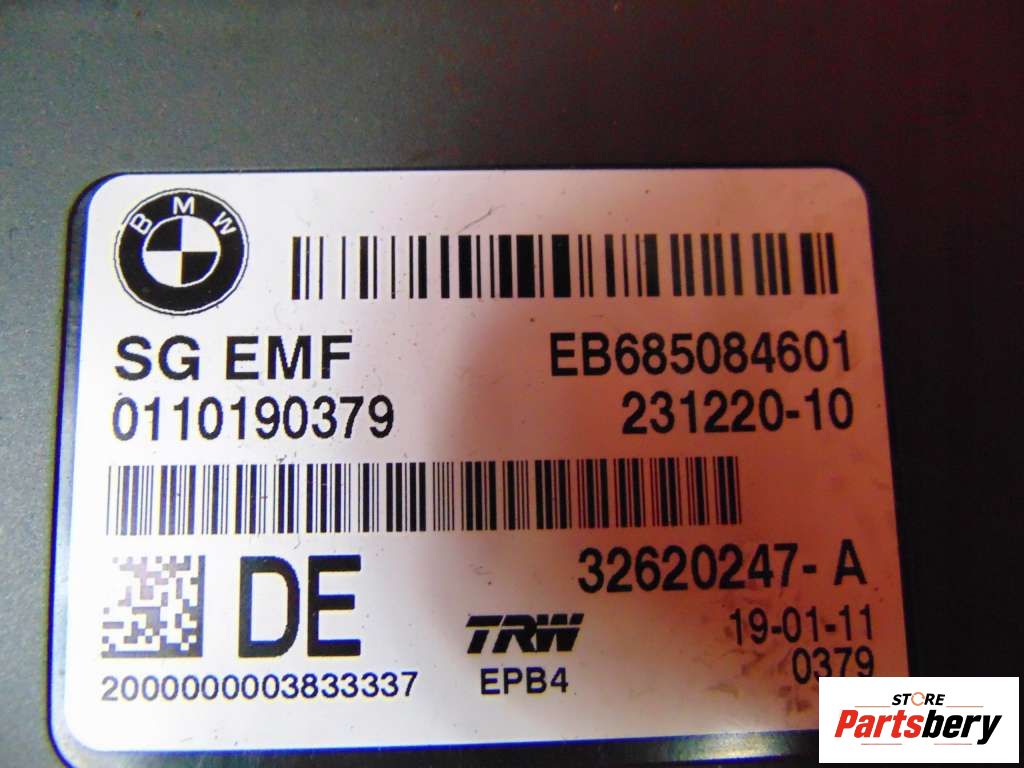 BMW
SG EMF EB685084601
0110190379 231220-10
DE 32620247-A
TRW 19-01-11
EPB4 0379
2000000003833337
STORE
Partsbery